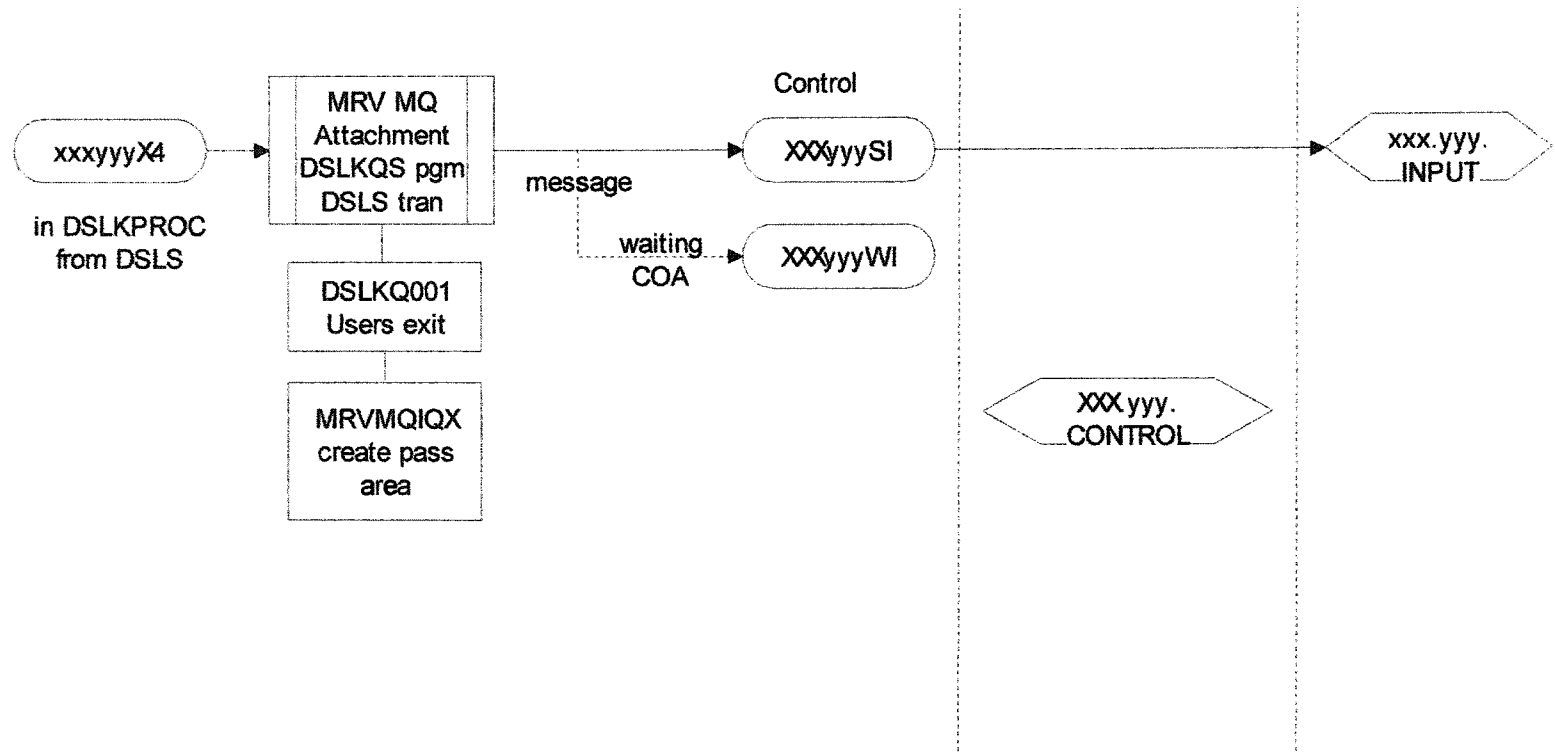 xxxyyyX4
in DSLKPROC
from DSLS
MRV MQ
Attachment
DSLKQS pgm
DSLS tran
DSLKQ001
Users exit
MRVMQIQX
create pass
area
message
waiting
COA
Control
XXXyyySI
XXXyyyWI
XXX.yyy.
CONTROL
xxx.yyy.
INPUT